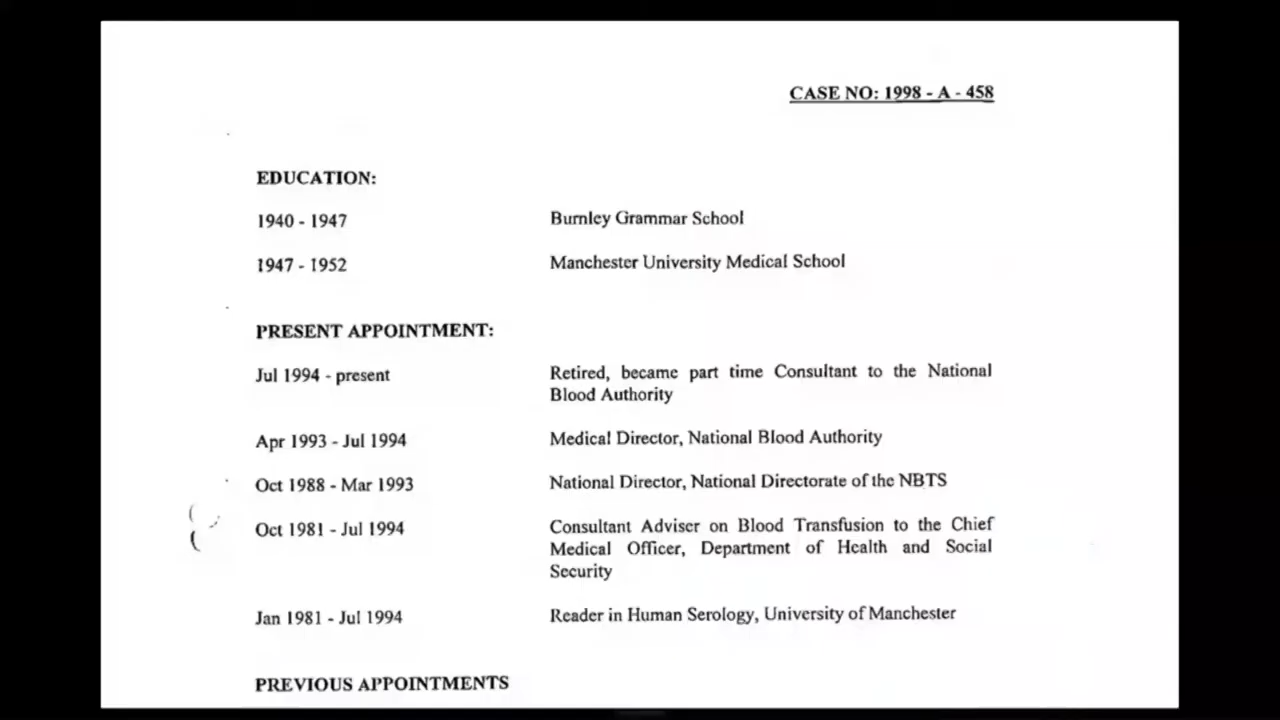 CASE NO: 1998 - A - 458
EDUCATION:
1940 - 1947 Burnley Grammar School
1947 - 1952 Manchester University Medical School
PRESENT APPOINTMENT:
Jul 1994 - present Retired, became part time Consultant to the National
Blood Authority
Apr 1993 - Jul 1994 Medical Director, National Blood Authority
Oct 1988 - Mar 1993 National Director, National Directorate of the NBTS
Oct 1981 - Jul 1994 Consultant Adviser on Blood Transfusion to the Chief
Medical Officer, Department of Health and Social
Security
Jan 1981 - Jul 1994 Reader in Human Serology, University of Manchester
PREVIOUS APPOINTMENTS